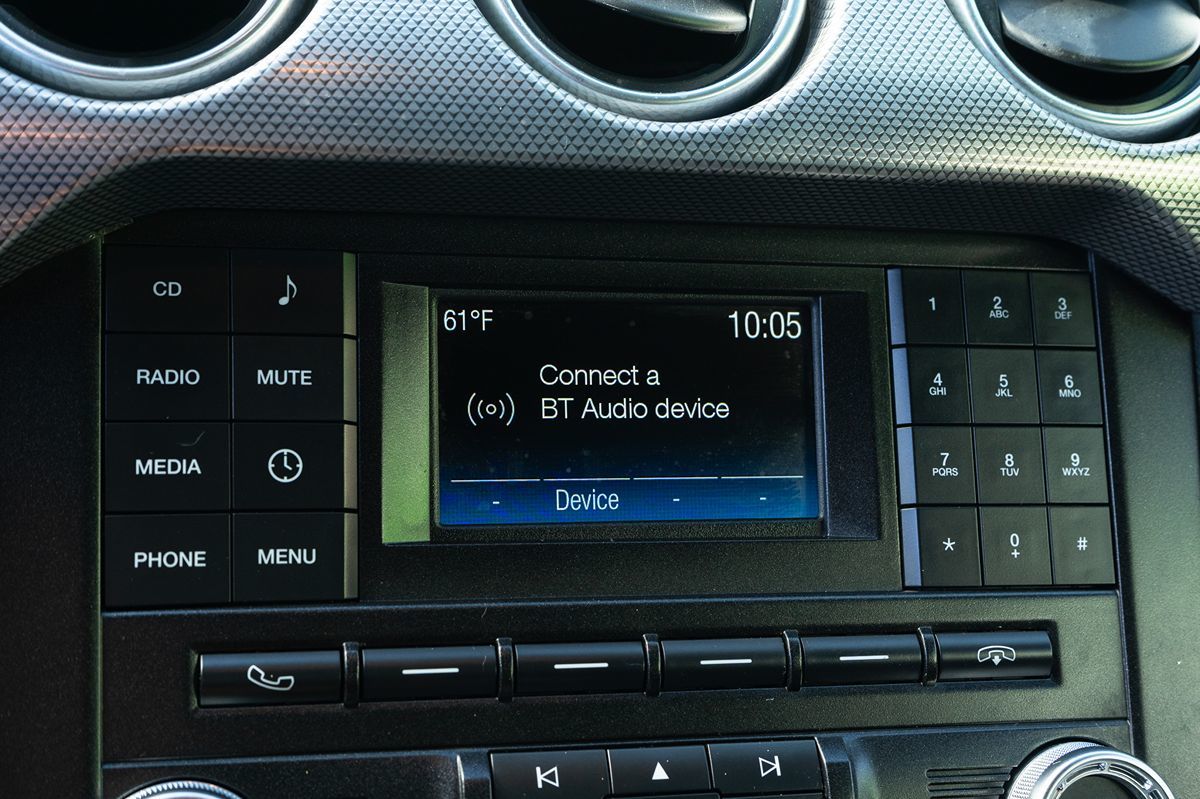 CD
RADIO
MUTE
MEDIA
PHONE
MENU
61°F
10:05
Connect a
BT Audio device
- Device - -
1
2
ABC
3
DEF
4
GHI
5
JKL
6
MNO
7
PQRS
8
TUV
9
WXYZ
*
0
+
#